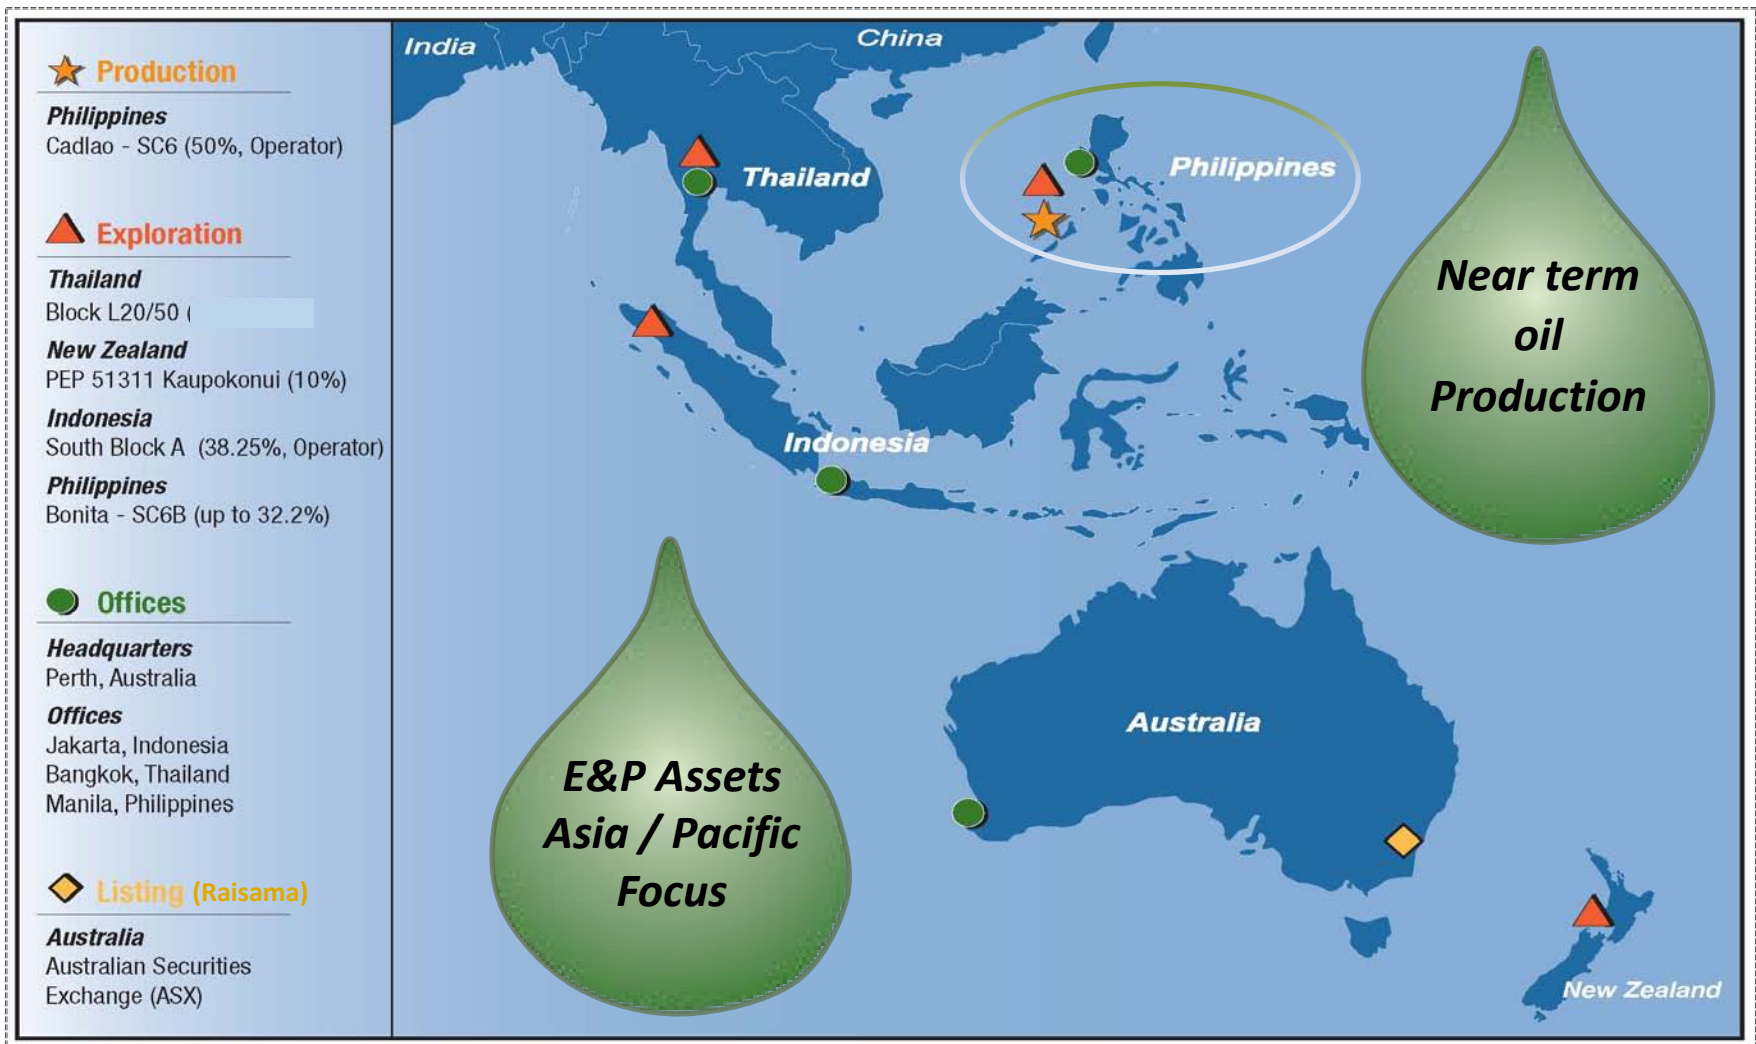 Production
Philippines
Cadlao - SC6 (50%, Operator)
Exploration
Thailand
Block L20/50 (
New Zealand
PEP 51311 Kaupokonui (10%)
Indonesia
South Block A (38.25%, Operator)
Philippines
Bonita - SC6B (up to 32.2%)
Offices
Headquarters
Perth, Australia
Offices
Jakarta, Indonesia
Bangkok, Thailand
Manila, Philippines
Listing (Raisama)
Australia
Australian Securities
Exchange (ASX)
India
China
Thailand
Philippines
Indonesia
Australia
New Zealand
Near term
oil
Production
E&P Assets
Asia / Pacific
Focus